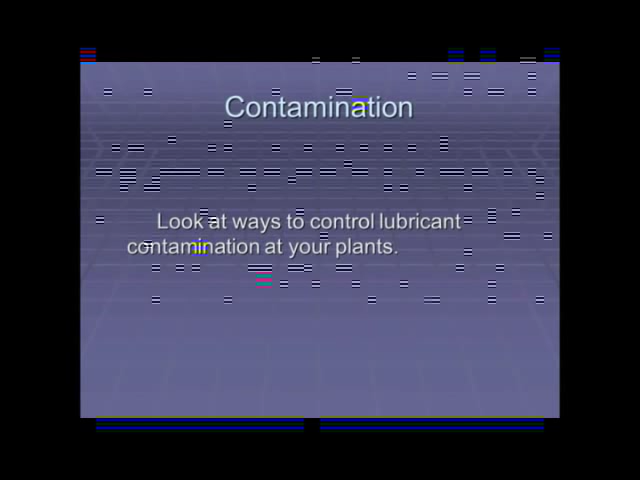 Contamination
Look at ways to control lubricant
contamination at your plants.